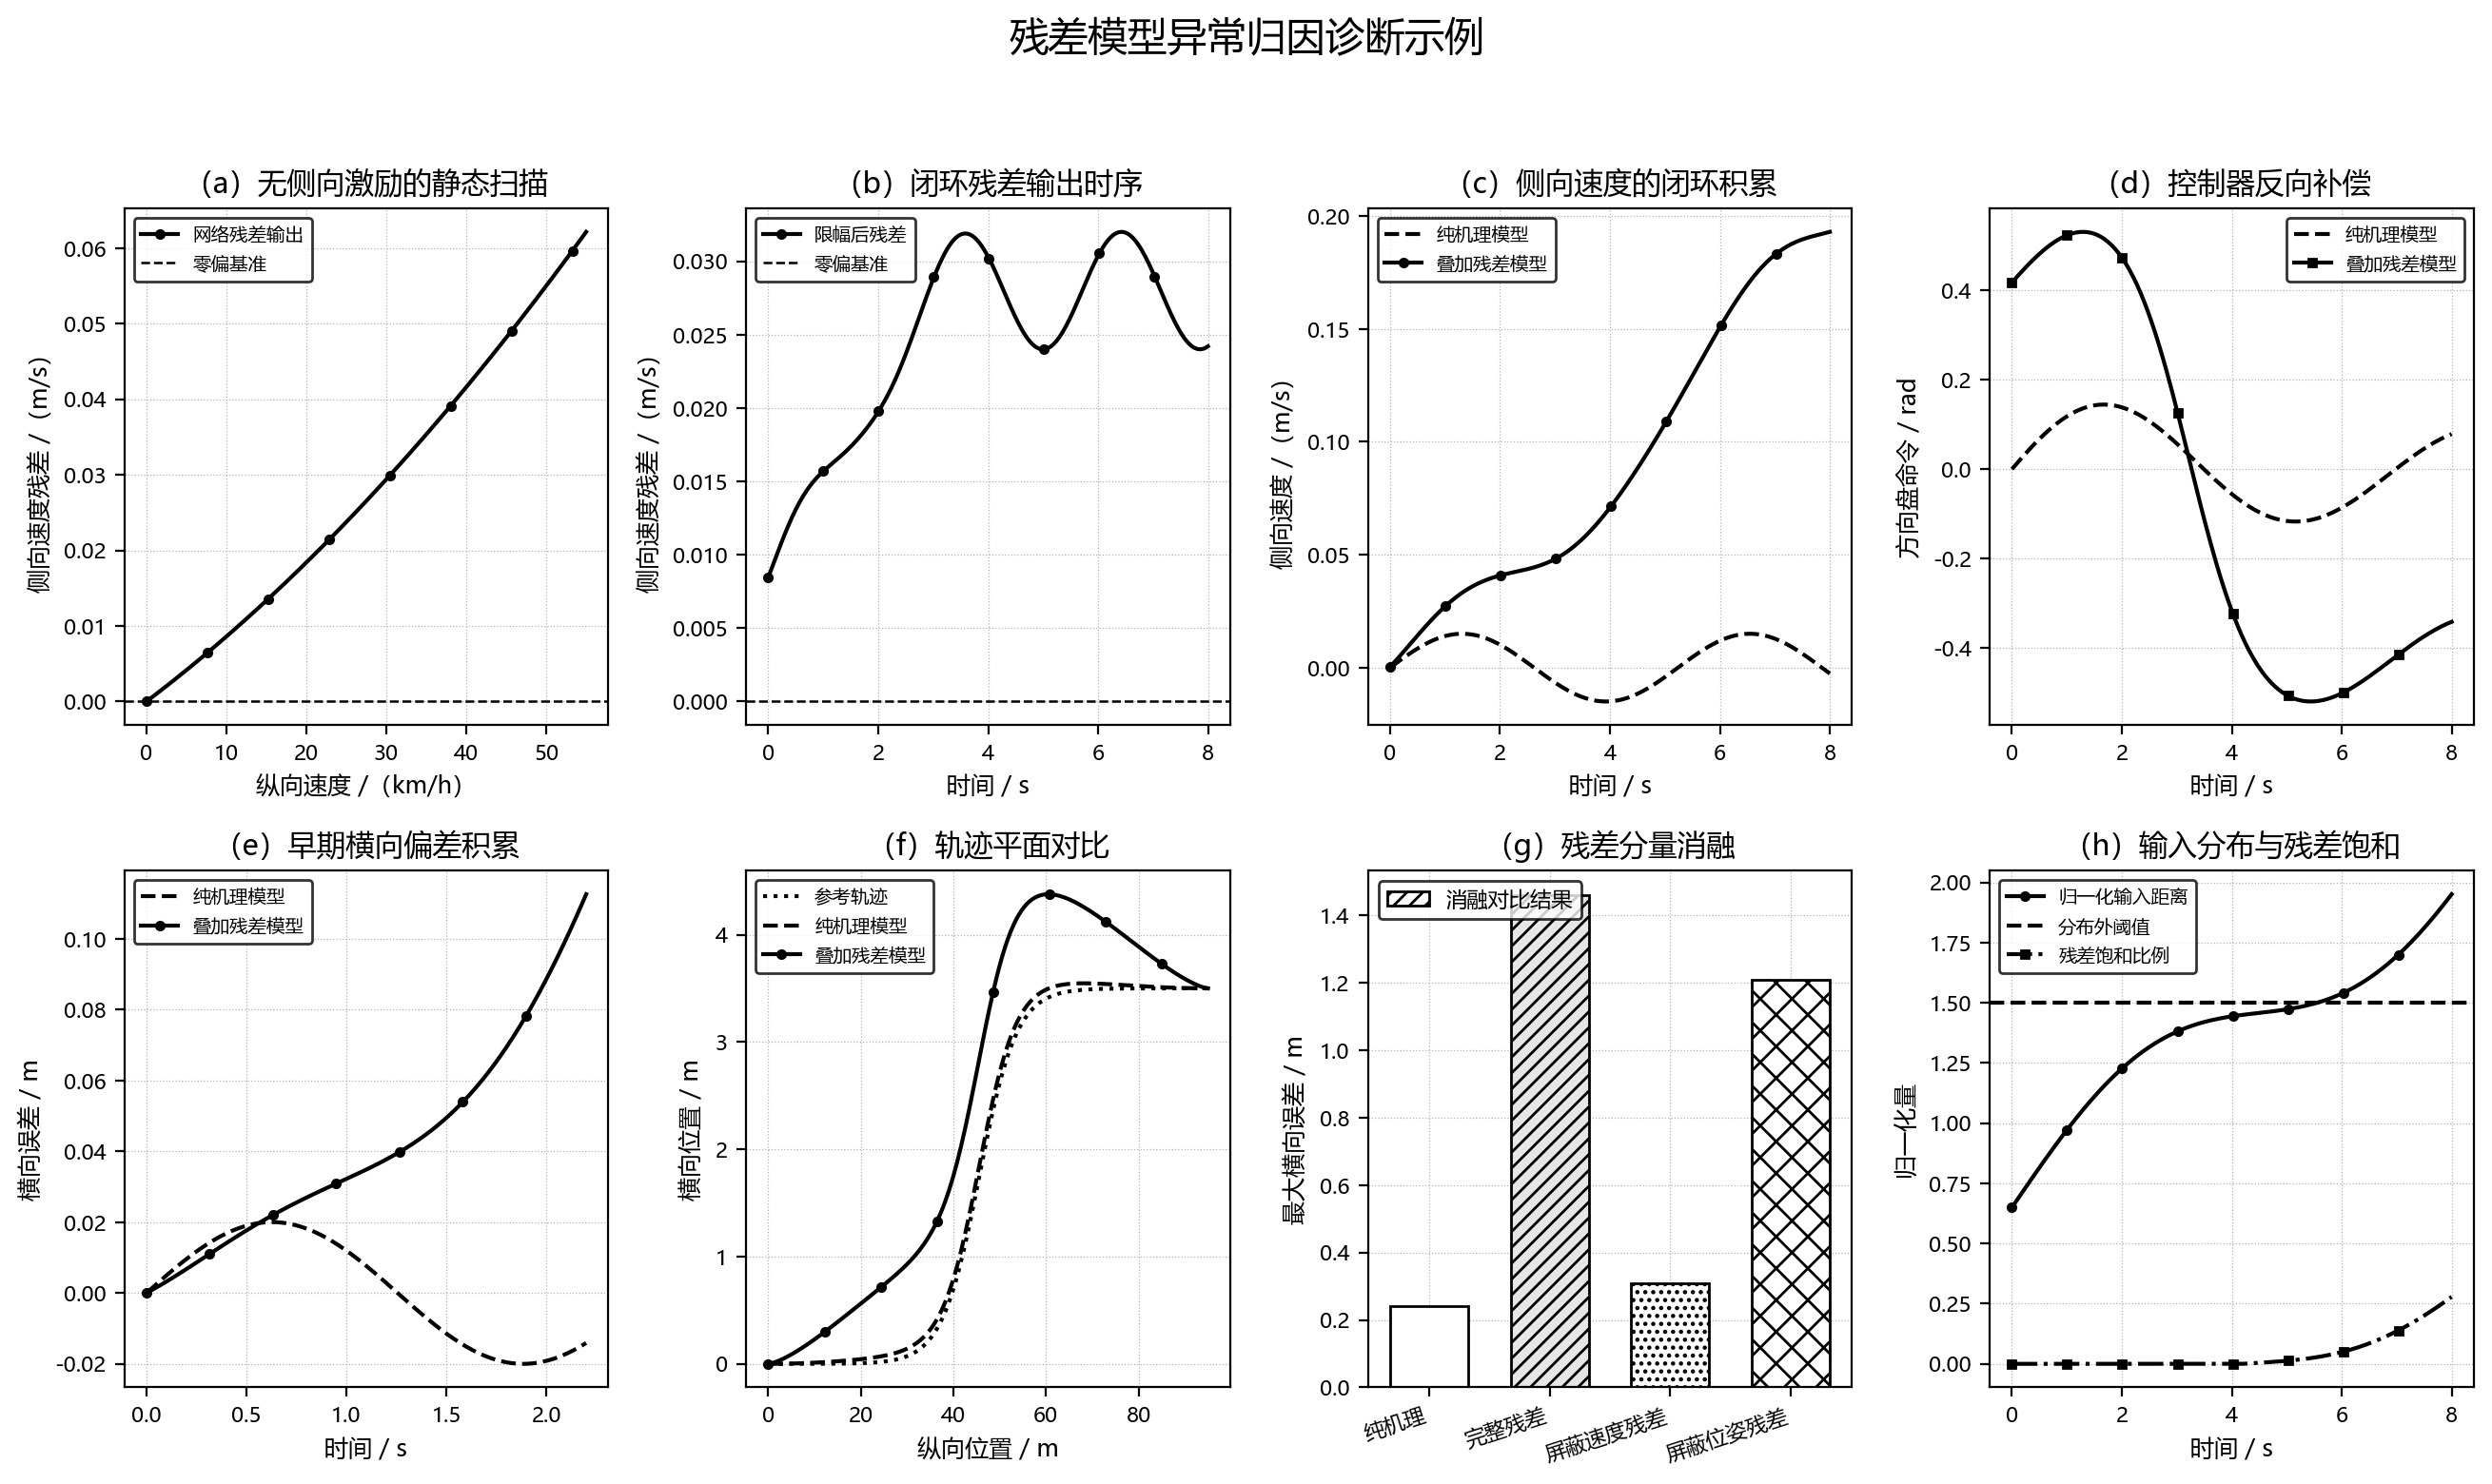 残差模型异常归因诊断示例
（a）无侧向激励的静态扫描
网络残差输出
零偏基准
0.06
0.05
0.04
0.03
0.02
0.01
0.00
侧向速度残差 /（m/s）
0 10 20 30 40 50
纵向速度 /（km/h）
（b）闭环残差输出时序
限幅后残差
零偏基准
0.030
0.025
0.020
0.015
0.010
0.005
0.000
侧向速度残差 /（m/s）
0 2 4 6 8
时间 / s
（c）侧向速度的闭环积累
纯机理模型
叠加残差模型
0.20
0.15
0.10
0.05
0.00
侧向速度 /（m/s）
0 2 4 6 8
时间 / s
（d）控制器反向补偿
纯机理模型
叠加残差模型
0.4
0.2
0.0
-0.2
-0.4
方向盘命令 / rad
0 2 4 6 8
时间 / s
（e）早期横向偏差积累
纯机理模型
叠加残差模型
0.10
0.08
0.06
0.04
0.02
0.00
-0.02
横向误差 / m
0.0 0.5 1.0 1.5 2.0
时间 / s
（f）轨迹平面对比
参考轨迹
纯机理模型
叠加残差模型
4
3
2
1
0
横向位置 / m
0 20 40 60 80
纵向位置 / m
（g）残差分量消融
消融对比结果
1.4
1.2
1.0
0.8
0.6
0.4
0.2
0.0
最大横向误差 / m
纯机理
完整残差
屏蔽速度残差
屏蔽位姿残差
（h）输入分布与残差饱和
归一化输入距离
分布外阈值
残差饱和比例
2.00
1.75
1.50
1.25
1.00
0.75
0.50
0.25
0.00
归一化量
0 2 4 6 8
时间 / s